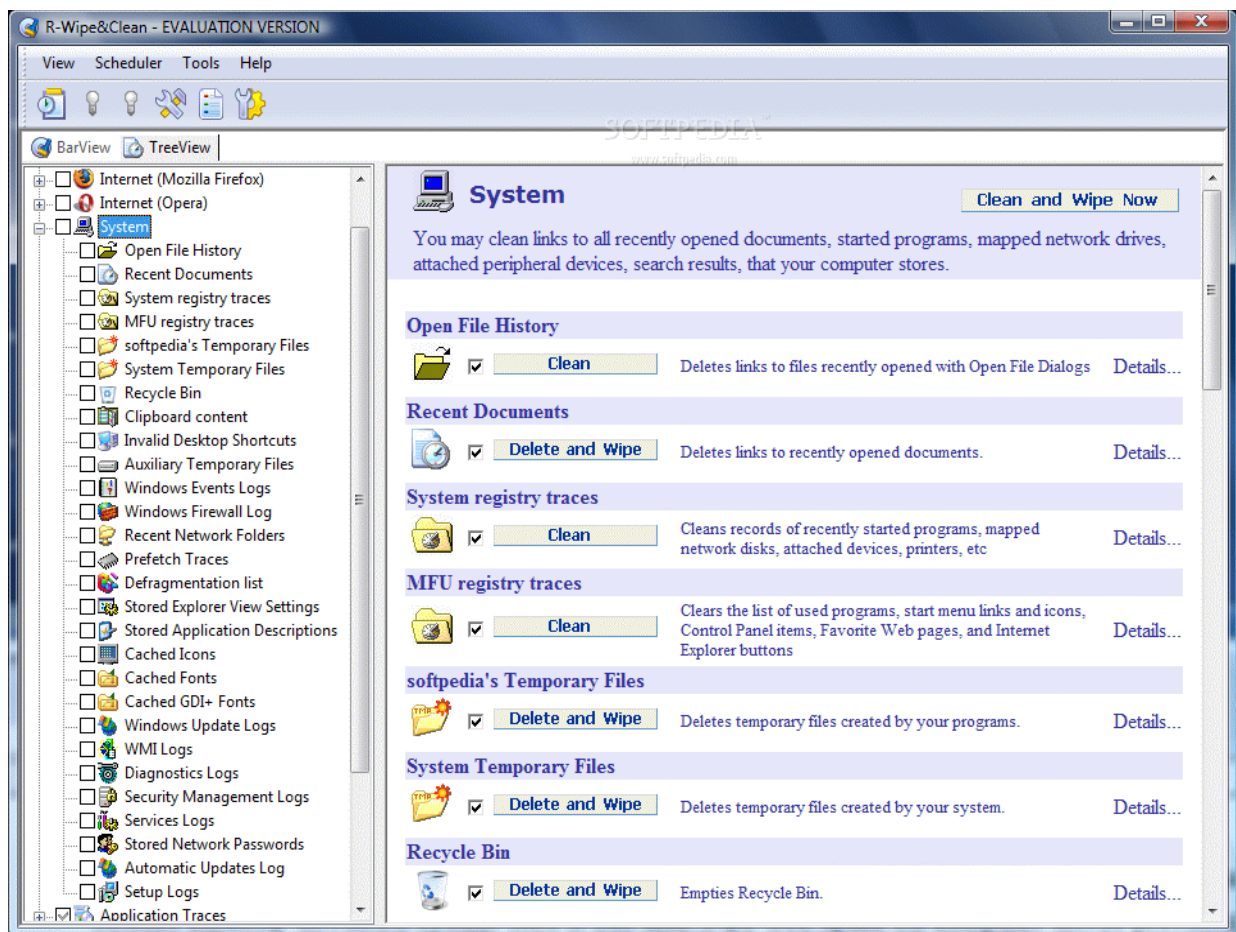 R-Wipe&Clean - EVALUATION VERSION
View Scheduler Tools Help
SOFTPEDIA
www.softpedia.com
BarView TreeView
Internet (Mozilla Firefox)
Internet (Opera)
System
Open File History
Recent Documents
System registry traces
MFU registry traces
softpedia's Temporary Files
System Temporary Files
Recycle Bin
Clipboard content
Invalid Desktop Shortcuts
Auxiliary Temporary Files
Windows Events Logs
Windows Firewall Log
Recent Network Folders
Prefetch Traces
Defragmentation list
Stored Explorer View Settings
Stored Application Descriptions
Cached Icons
Cached Fonts
Cached GDI+ Fonts
Windows Update Logs
WMI Logs
Diagnostics Logs
Security Management Logs
Services Logs
Stored Network Passwords
Automatic Updates Log
Setup Logs
Application Traces
System
Clean and Wipe Now
You may clean links to all recently opened documents, started programs, mapped network drives,
attached peripheral devices, search results, that your computer stores.
Open File History
Clean Deletes links to files recently opened with Open File Dialogs Details...
Recent Documents
Delete and Wipe Deletes links to recently opened documents. Details...
System registry traces
Clean Cleans records of recently started programs, mapped
network disks, attached devices, printers, etc Details...
MFU registry traces
Clean Clears the list of used programs, start menu links and icons,
Control Panel items, Favorite Web pages, and Internet
Explorer buttons Details...
softpedia's Temporary Files
TMP Delete and Wipe Deletes temporary files created by your programs. Details...
System Temporary Files
TMP Delete and Wipe Deletes temporary files created by your system. Details...
Recycle Bin
Delete and Wipe Empties Recycle Bin. Details...